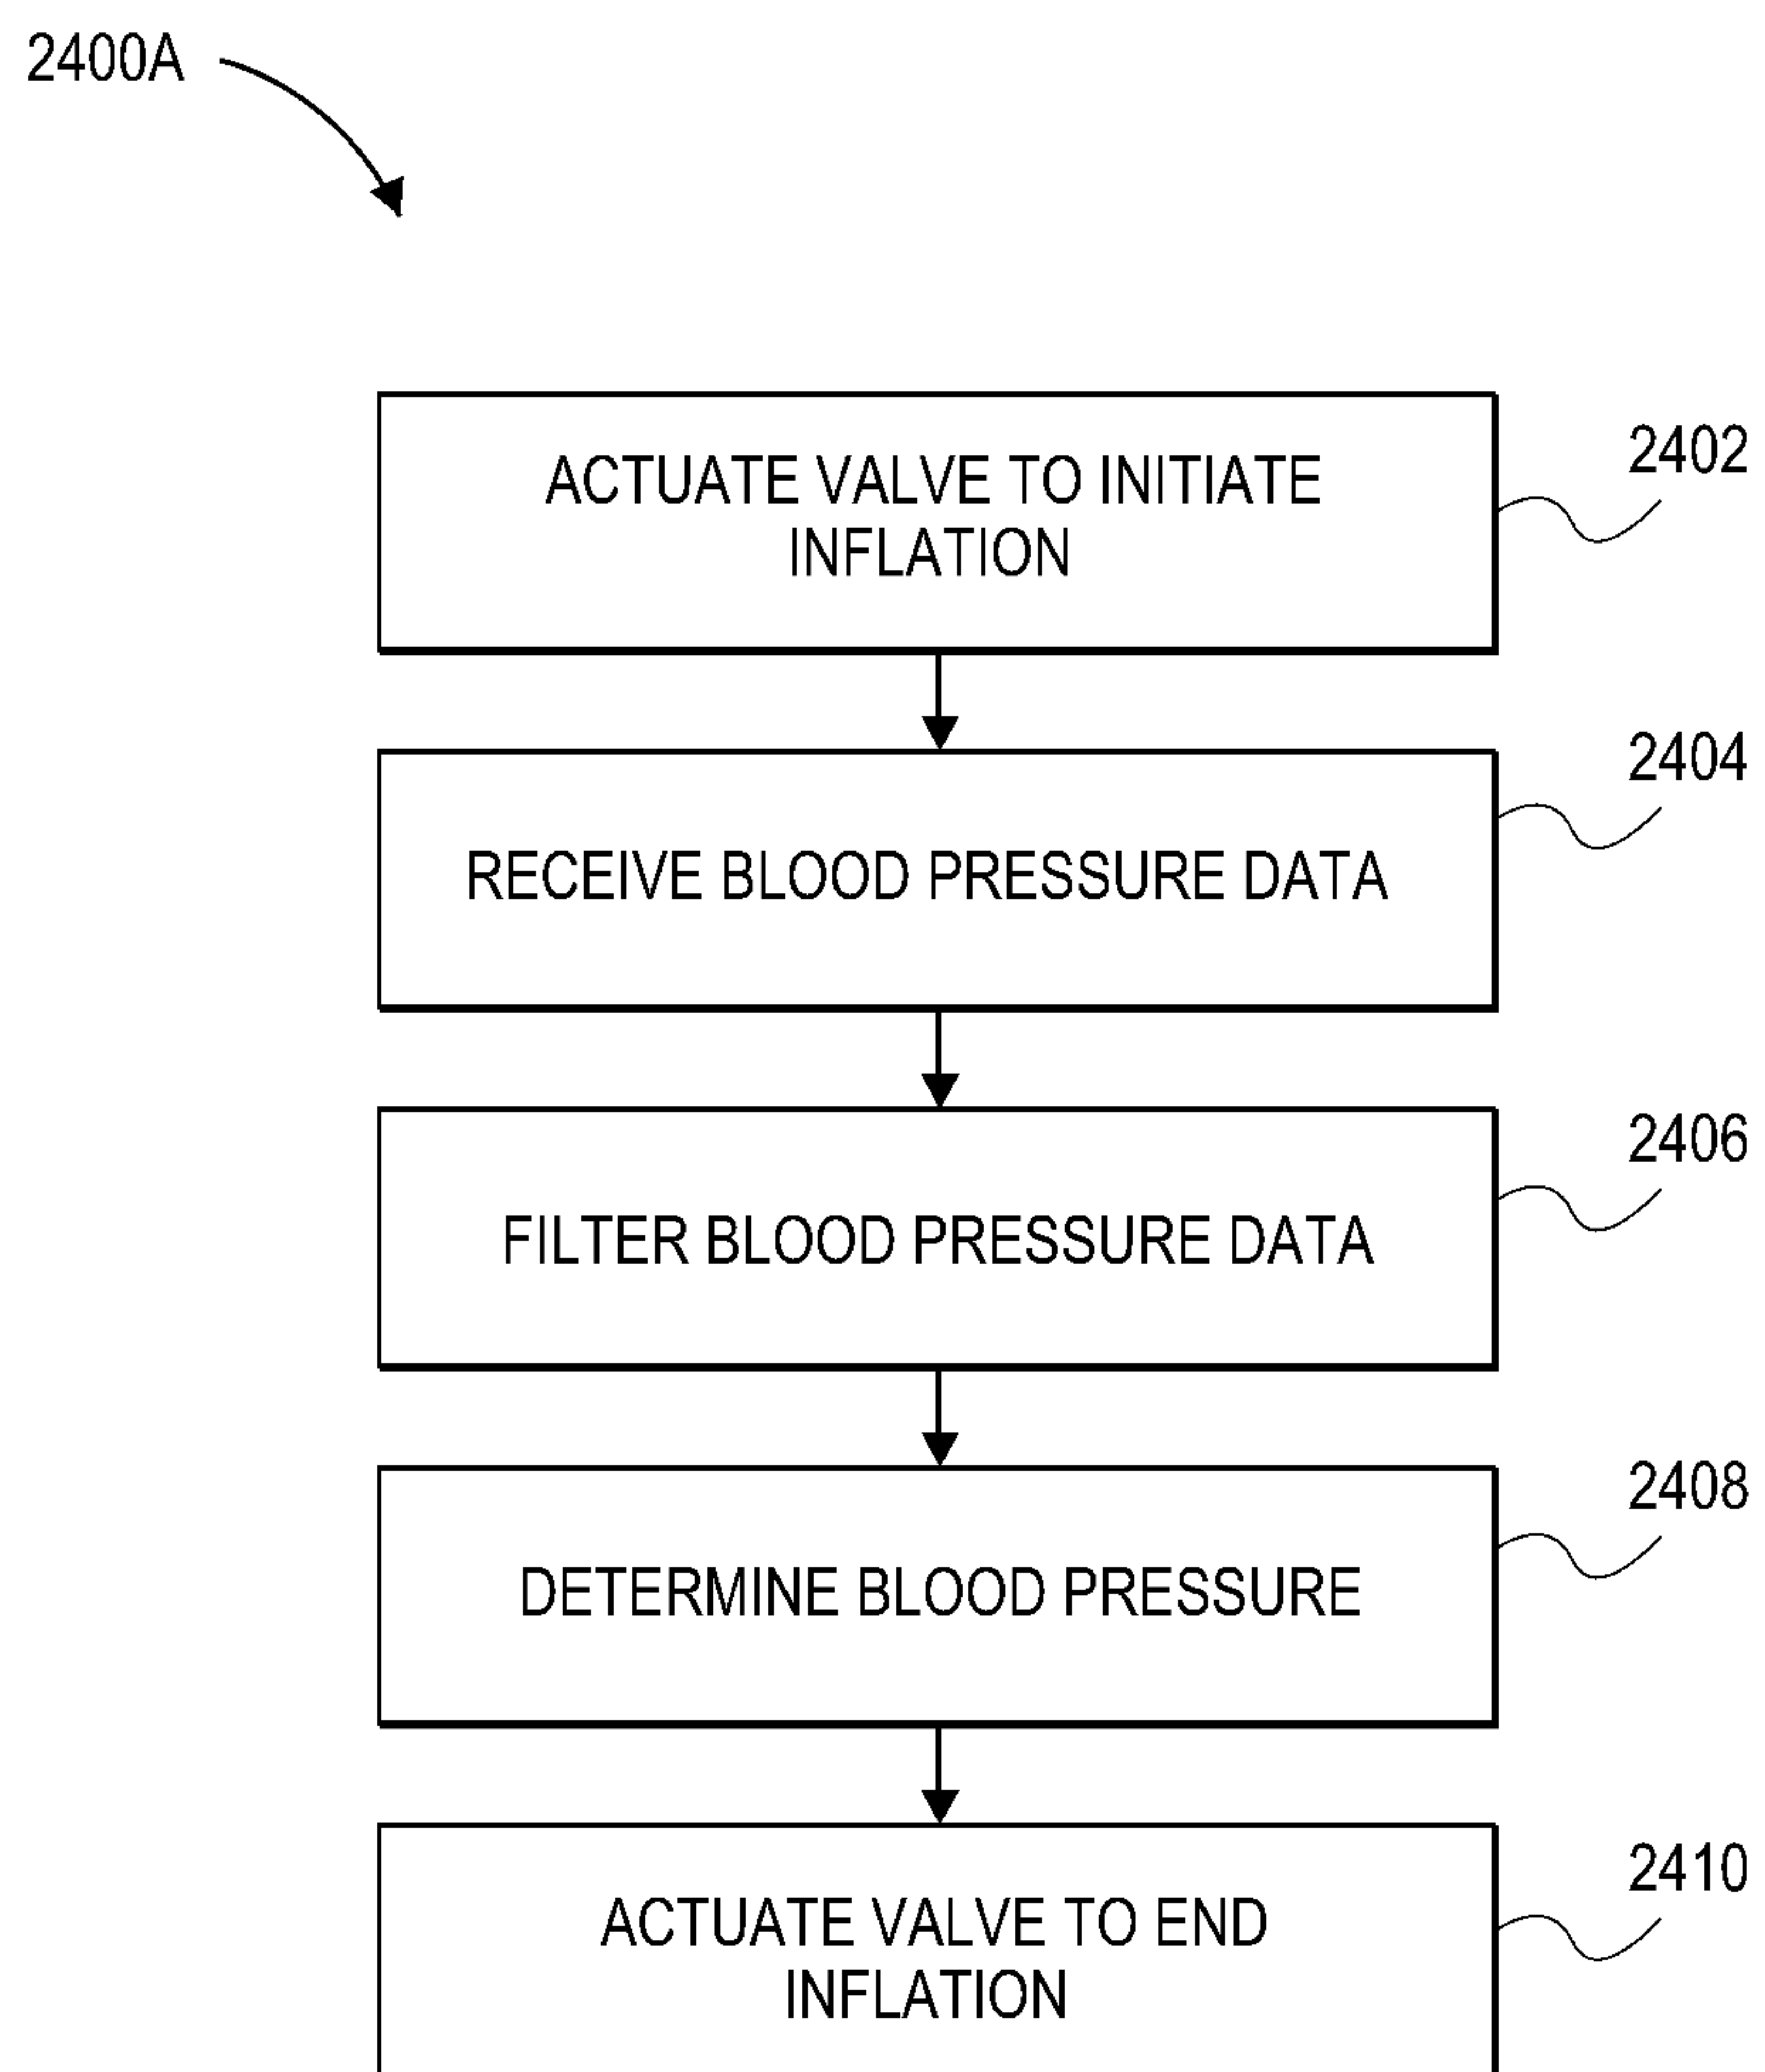 2400A
ACTUATE VALVE TO INITIATE
INFLATION
2402
RECEIVE BLOOD PRESSURE DATA
2404
FILTER BLOOD PRESSURE DATA
2406
DETERMINE BLOOD PRESSURE
2408
ACTUATE VALVE TO END
INFLATION
2410